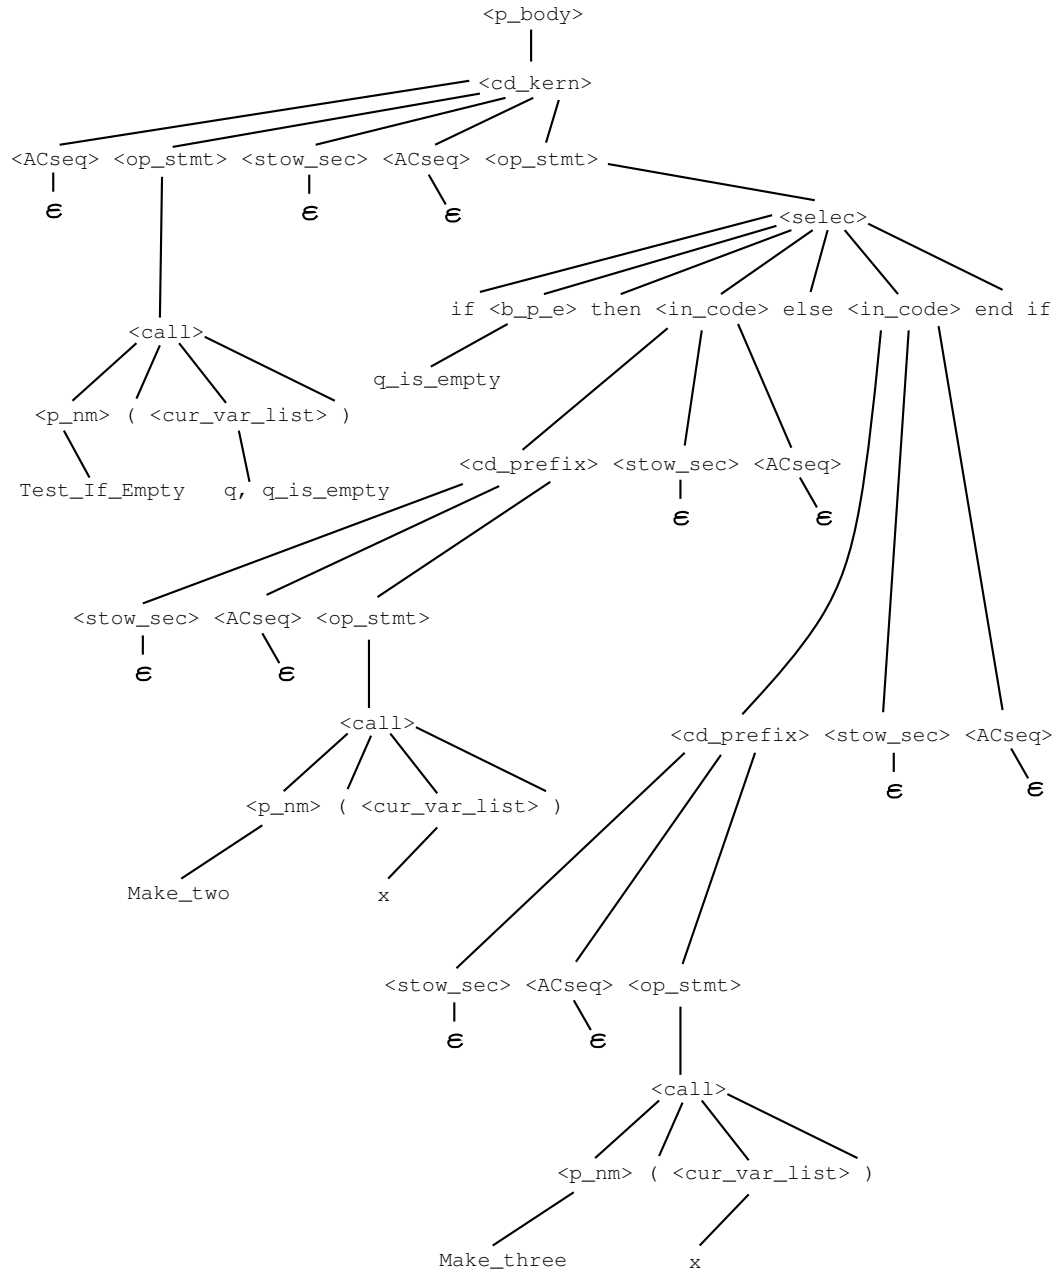 <p_body>
<cd_kern>
<ACseq> <op_stmt> <stow_sec> <ACseq> <op_stmt>
ε ε ε
<selec>
if <b_p_e> then <in_code> else <in_code> end if
<call>
q_is_empty
<p_nm> ( <cur_var_list> )
<cd_prefix> <stow_sec> <ACseq>
Test_If_Empty q, q_is_empty
ε ε
<stow_sec> <ACseq> <op_stmt>
ε ε
<call>
<cd_prefix> <stow_sec> <ACseq>
ε ε
<p_nm> ( <cur_var_list> )
Make_two x
<stow_sec> <ACseq> <op_stmt>
ε ε
<call>
<p_nm> ( <cur_var_list> )
Make_three x